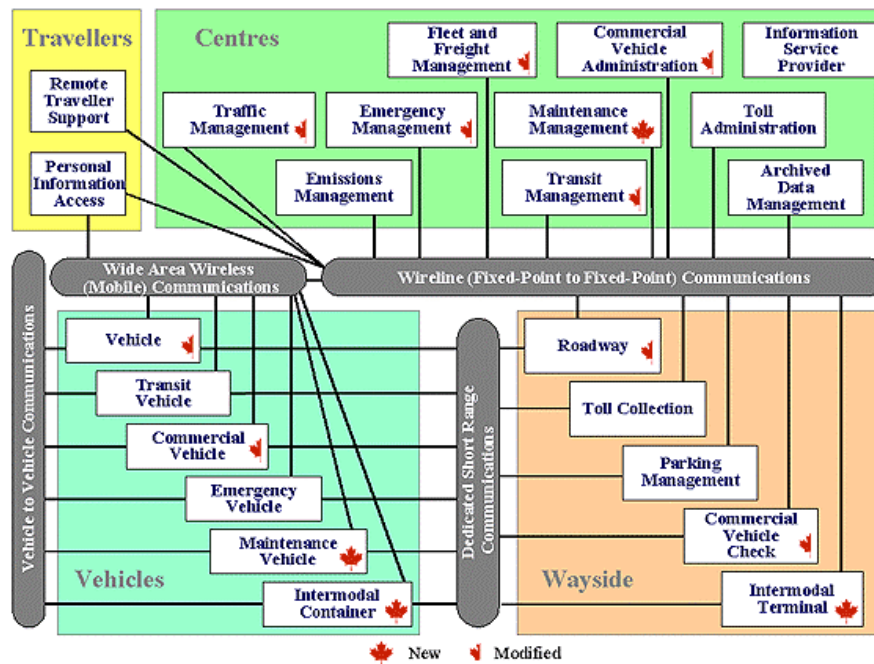 Travellers
Remote
Traveller
Support
Personal
Information
Access
Centres
Fleet and
Freight
Management
Commercial
Vehicle
Administration
Information
Service
Provider
Traffic
Management
Emergency
Management
Maintenance
Management
Toll
Administration
Emissions
Management
Transit
Management
Archived
Data
Management
Wide Area Wireless
(Mobile) Communications
Wireline (Fixed-Point to Fixed-Point) Communications
Vehicle to Vehicle Communications
Vehicle
Transit
Vehicle
Commercial
Vehicle
Emergency
Vehicle
Maintenance
Vehicle
Intermodal
Container
Vehicles
Dedicated Short Range
Communications
Roadway
Toll Collection
Parking
Management
Commercial
Vehicle
Check
Intermodal
Terminal
Wayside
New
Modified